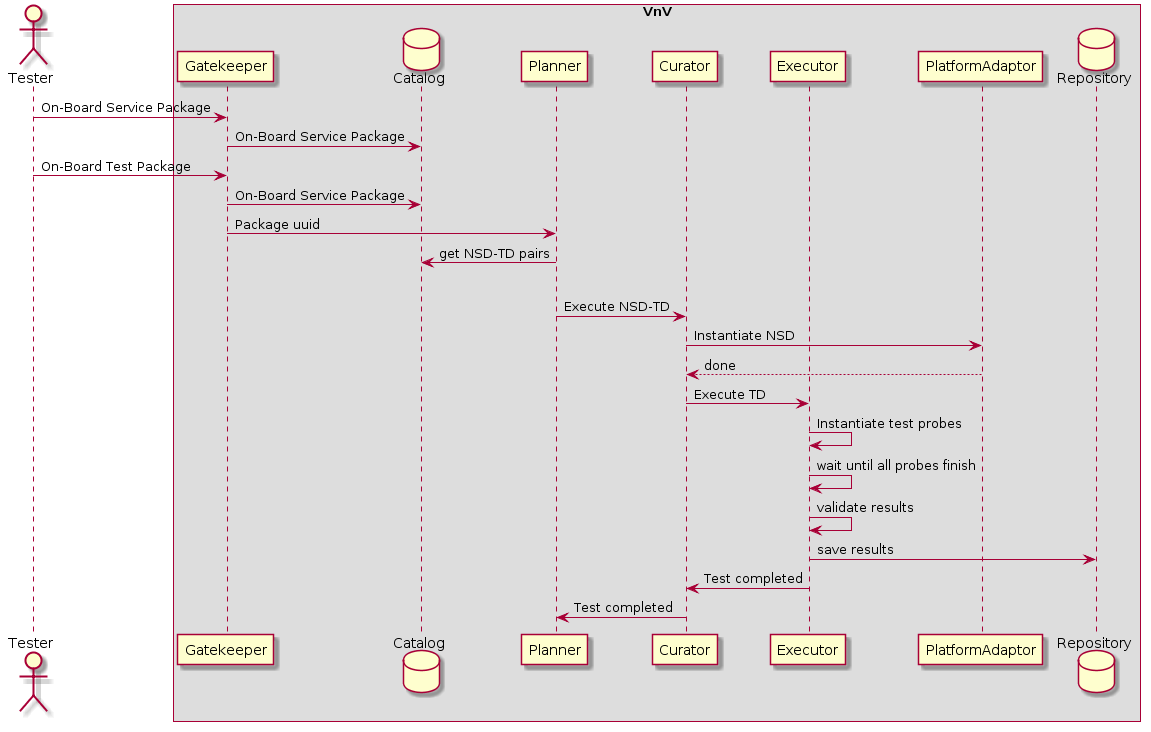 VnV
Tester
Gatekeeper
Catalog
Planner
Curator
Executor
PlatformAdaptor
Repository
On-Board Service Package
On-Board Service Package
On-Board Test Package
On-Board Service Package
Package uuid
get NSD-TD pairs
Execute NSD-TD
Instantiate NSD
done
Execute TD
Instantiate test probes
wait until all probes finish
validate results
save results
Test completed
Test completed
Tester
Gatekeeper
Catalog
Planner
Curator
Executor
PlatformAdaptor
Repository